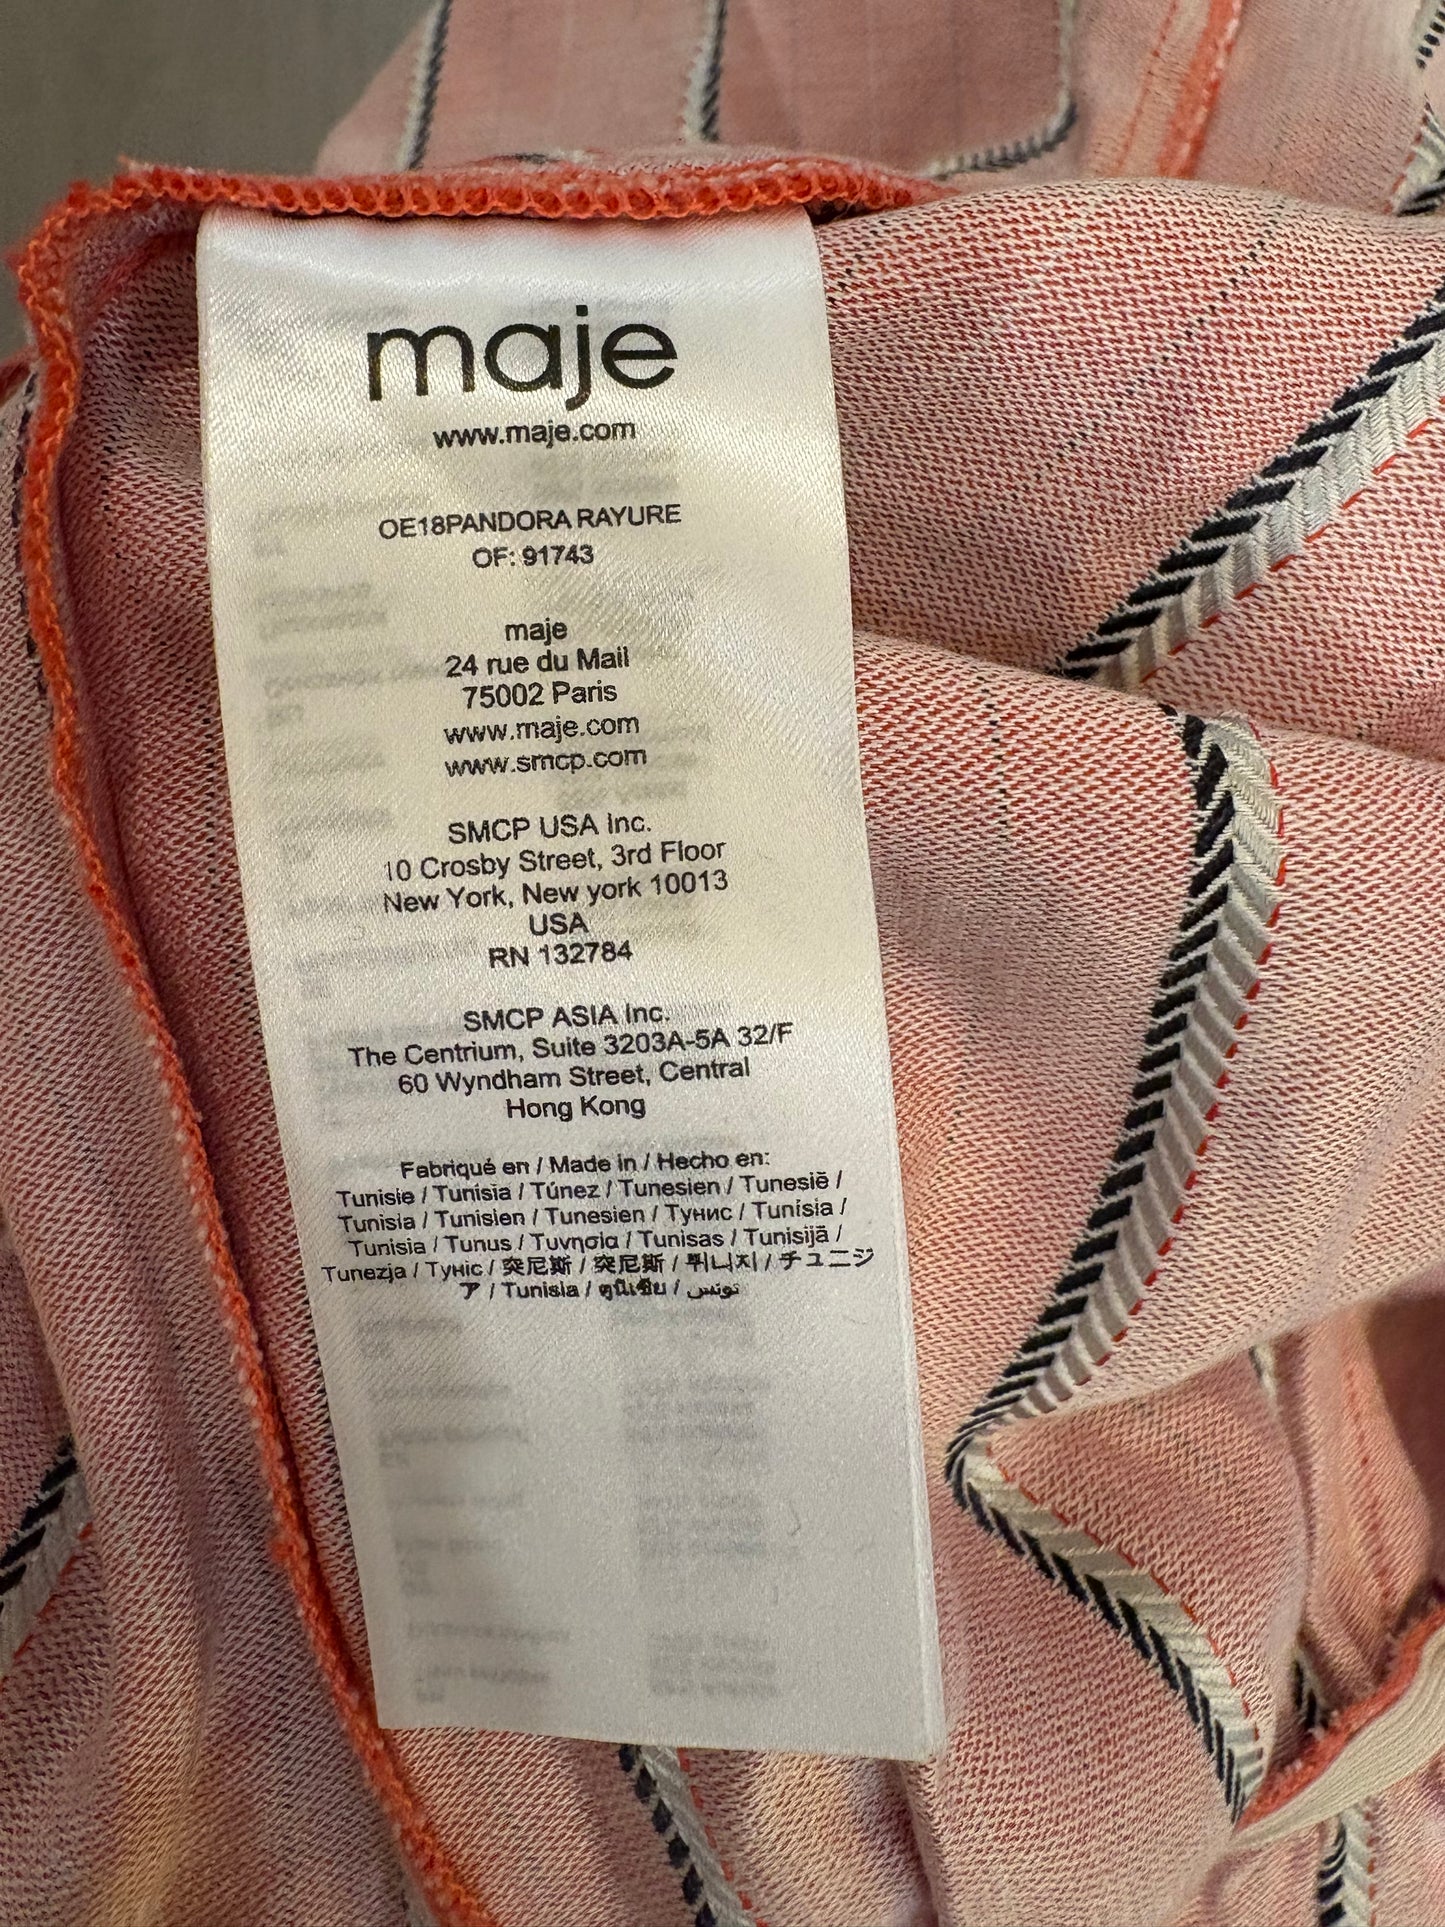 maje
www.maje.com
OE18PANDORA RAYURE
OF: 91743
maje
24 rue du Mail
75002 Paris
www.maje.com
www.smcp.com
SMCP USA Inc.
10 Crosby Street, 3rd Floor
New York, New york 10013
USA
RN 132784
SMCP ASIA Inc.
The Centrium, Suite 3203A-5A 32/F
60 Wyndham Street, Central
Hong Kong
Fabriqué en / Made in / Hecho en:
Tunisie / Tunisia / Túnez / Tunesien / Tunesië /
Tunisia / Tunisien / Tunesien / Тунис / Tunísia /
Tunisia / Tunus / Τυνησία / Tunisas / Tunisijā /
Tunezja / Туніс / 突尼斯 / 突尼斯 / 튀니지 / チュニジ
ア / Tunisia / ตูนิเซีย / تونس